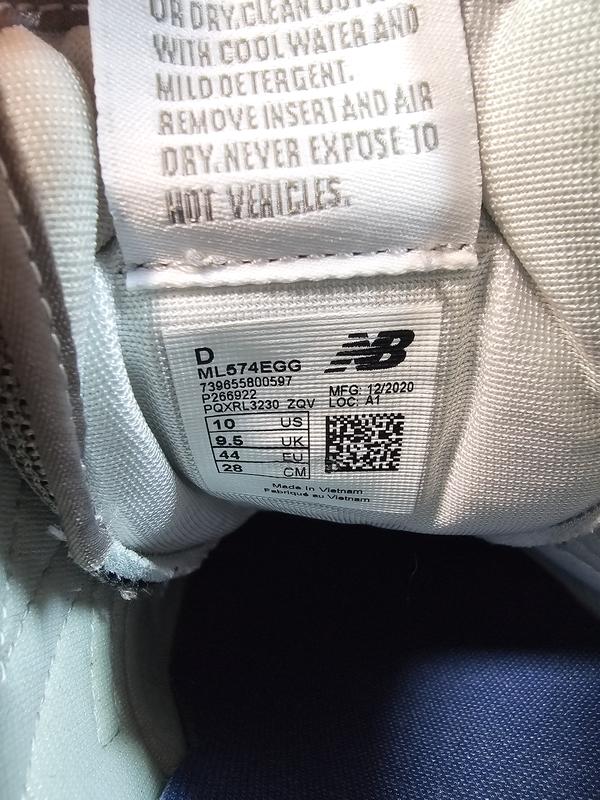 OR DRY.CLEAN
WITH COOL WATER AND
MILD DETERGENT.
REMOVE INSERT AND AIR
DRY.NEVER EXPOSE TO
HOT VEHICLES.
D
NB
ML574EGG
739655800597
P266922
PQXRL3230 ZQV
MFG: 12/2020
LOC: A1
10 US
9.5 UK
44 EU
28 CM
Made in Vietnam
Fabriqué au Vietnam